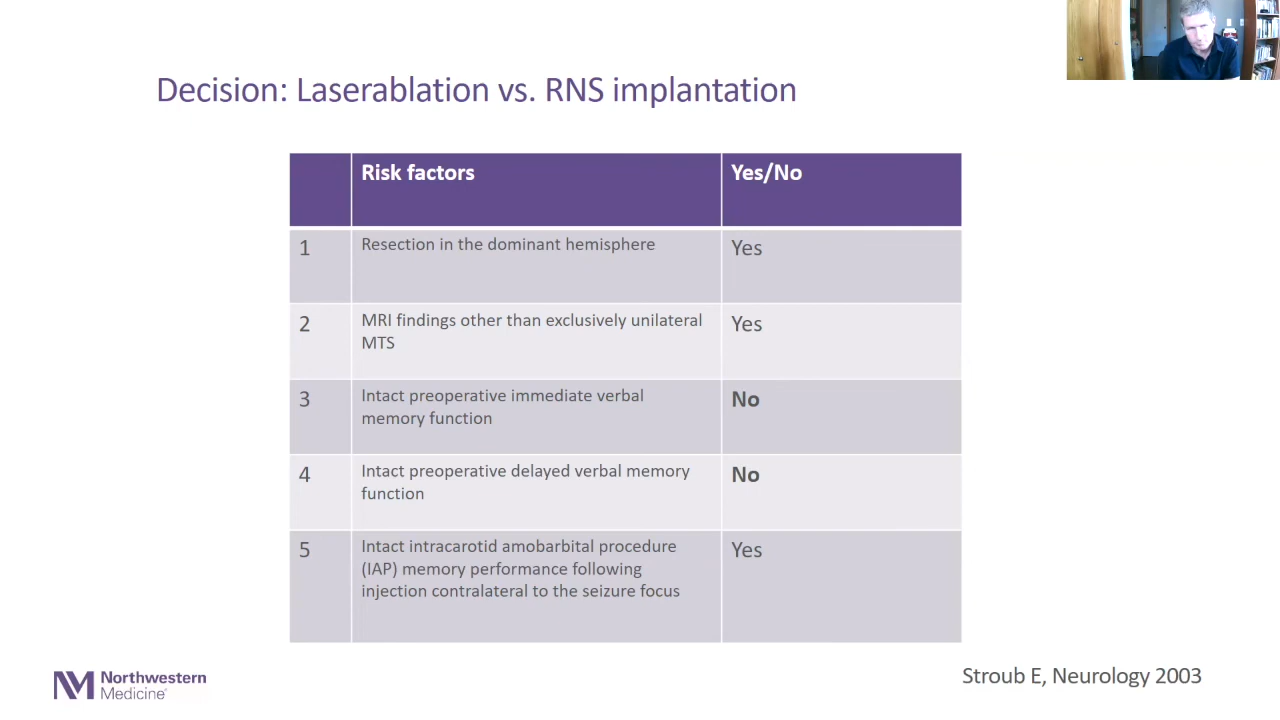 Decision: Laserablation vs. RNS implantation
Risk factors
Yes/No
1
Resection in the dominant hemisphere
Yes
2
MRI findings other than exclusively unilateral
MTS
Yes
3
Intact preoperative immediate verbal
memory function
No
4
Intact preoperative delayed verbal memory
function
No
5
Intact intracarotid amobarbital procedure
(IAP) memory performance following
injection contralateral to the seizure focus
Yes
Northwestern
Medicine
Stroub E, Neurology 2003